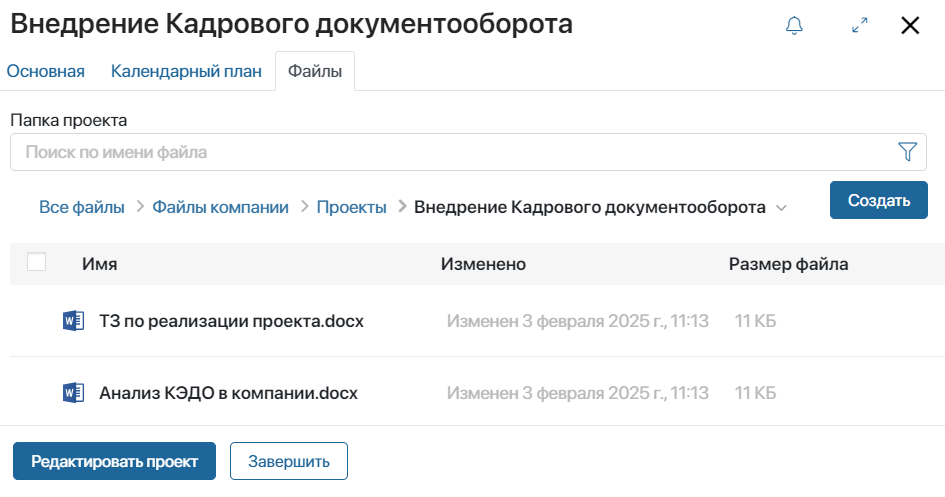 Внедрение Кадрового документооборота
Основная Календарный план Файлы
Папка проекта
Поиск по имени файла
Все файлы Файлы компании Проекты Внедрение Кадрового документооборота Создать
Имя Изменено Размер файла
W ТЗ по реализации проекта.docx Изменен 3 февраля 2025 г., 11:13 11 КБ
W Анализ КЭДО в компании.docx Изменен 3 февраля 2025 г., 11:13 11 КБ
Редактировать проект Завершить